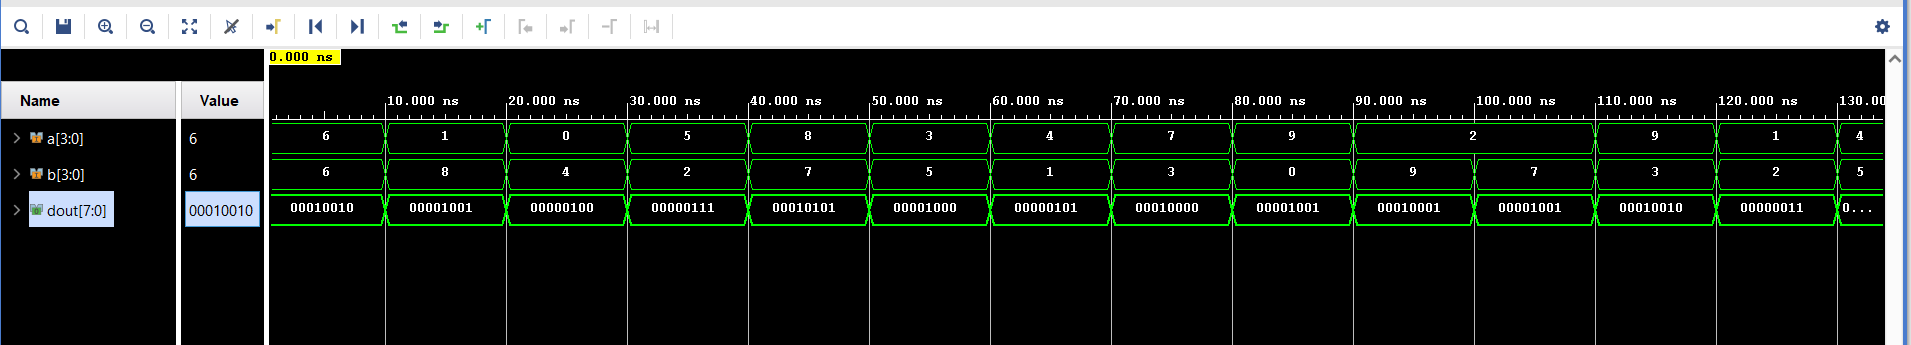 0.000 ns
Name Value
10.000 ns 20.000 ns 30.000 ns 40.000 ns 50.000 ns 60.000 ns 70.000 ns 80.000 ns 90.000 ns 100.000 ns 110.000 ns 120.000 ns 130.00
a[3:0] 6 6 1 0 5 8 3 4 7 9 2 9 1 4
b[3:0] 6 6 8 4 2 7 5 1 3 0 9 7 3 2 5
dout[7:0] 00010010 00010010 00001001 00000100 00000111 00010101 00001000 00000101 00010000 00001001 00010001 00001001 00010010 00000011 0...